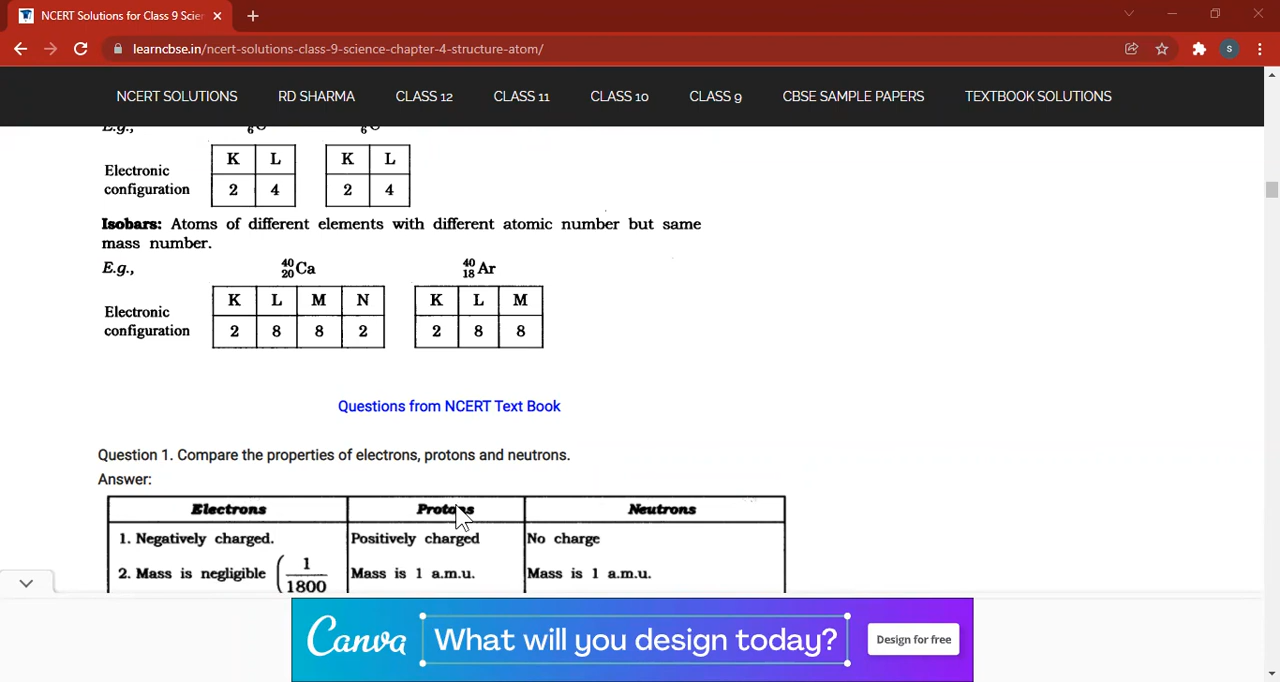 NCERT Solutions for Class 9 Scie
learncbse.in/ncert-solutions-class-9-science-chapter-4-structure-atom/
S
NCERT SOLUTIONS RD SHARMA CLASS 12 CLASS 11 CLASS 10 CLASS 9 CBSE SAMPLE PAPERS TEXTBOOK SOLUTIONS
E.g., 6C 6C
K L K L
Electronic
configuration 2 4 2 4
Isobars: Atoms of different elements with different atomic number but same
mass number.
E.g., 40 20 Ca 40 18 Ar
K L M N K L M
Electronic
configuration 2 8 8 2 2 8 8
Questions from NCERT Text Book
Question 1. Compare the properties of electrons, protons and neutrons.
Answer:
Electrons Protons Neutrons
1. Negatively charged. Positively charged No charge
2. Mass is negligible (1/1800 Mass is 1 a.m.u. Mass is 1 a.m.u.
Canva What will you design today? Design for free